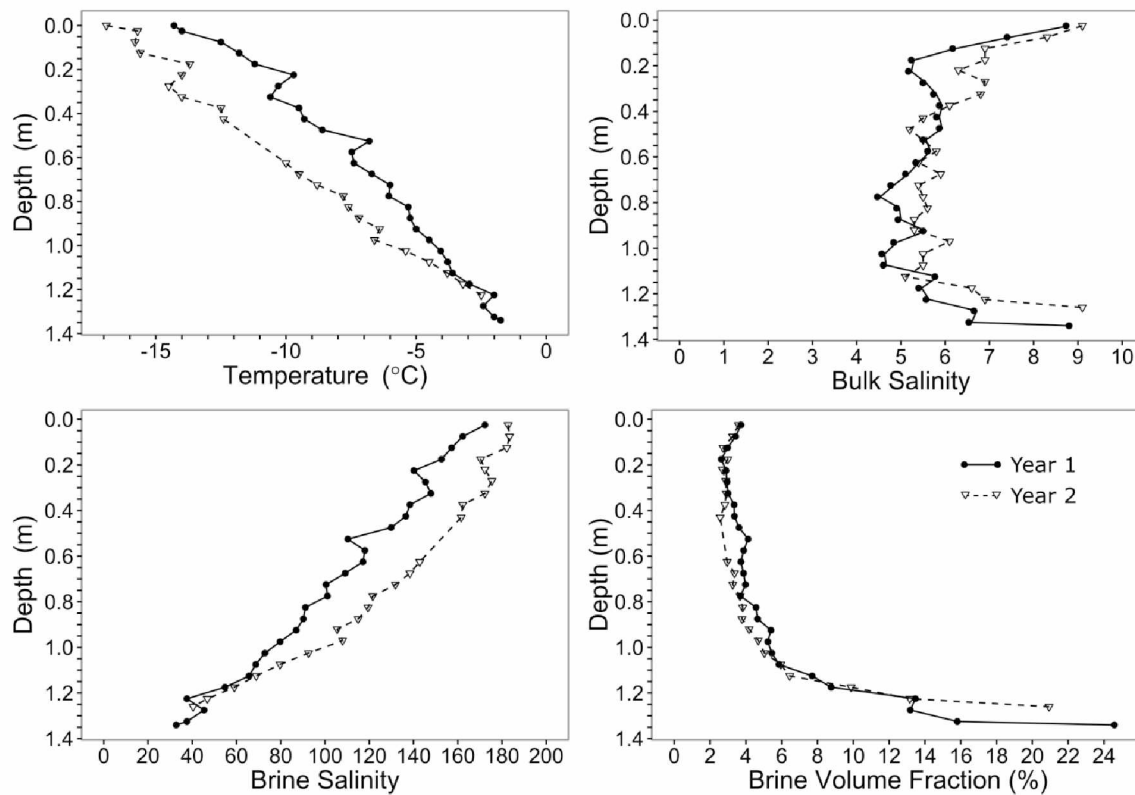 0.0
0.2
0.4
0.6
0.8
1.0
1.2
1.4
Depth (m)
-15 -10 -5 0
Temperature (°C)
0.0
0.2
0.4
0.6
0.8
1.0
1.2
1.4
Depth (m)
0 1 2 3 4 5 6 7 8 9 10
Bulk Salinity
0.0
0.2
0.4
0.6
0.8
1.0
1.2
1.4
Depth (m)
0 20 40 60 80 100 120 140 160 180 200
Brine Salinity
0.0
0.2
0.4
0.6
0.8
1.0
1.2
1.4
Depth (m)
Year 1
Year 2
0 2 4 6 8 10 12 14 16 18 20 22 24
Brine Volume Fraction (%)